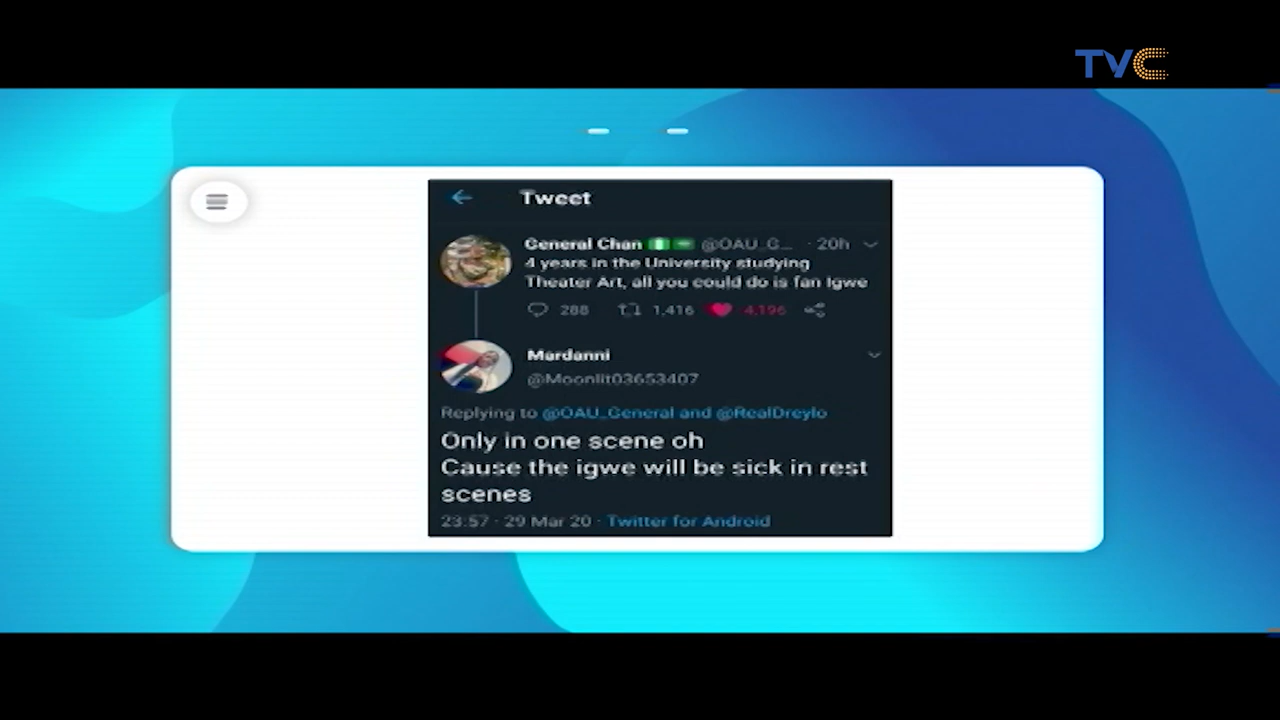 TVC
Tweet
General Chan @OAU_G... · 20h
4 years in the University studying
Theater Art, all you could do is fan Igwe
288 1,416 4,196
Mardanni
@Moonlit03653407
Replying to @OAU_General and @RealDreylo
Only in one scene oh
Cause the igwe will be sick in rest
scenes
23:57 · 29 Mar 20 · Twitter for Android